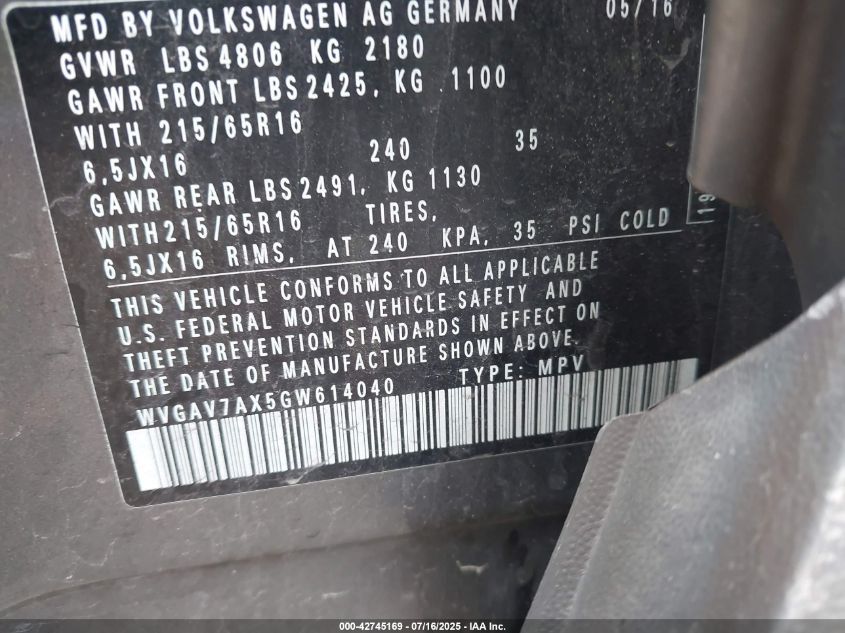 MFD BY VOLKSWAGEN AG GERMANY 05/16
GVWR LBS 4806 KG 2180
GAWR FRONT LBS 2425, KG 1100
WITH 215/65R16
6,5JX16 240 35
GAWR REAR LBS 2491, KG 1130
WITH 215/65R16 TIRES,
6,5JX16 RIMS, AT 240 KPA, 35 PSI COLD
THIS VEHICLE CONFORMS TO ALL APPLICABLE
U.S. FEDERAL MOTOR VEHICLE SAFETY AND
THEFT PREVENTION STANDARDS IN EFFECT ON
THE DATE OF MANUFACTURE SHOWN ABOVE.
WVGAV7AX5GW614040 TYPE: MPV
000-42745169 - 07/16/2025 - IAA Inc.